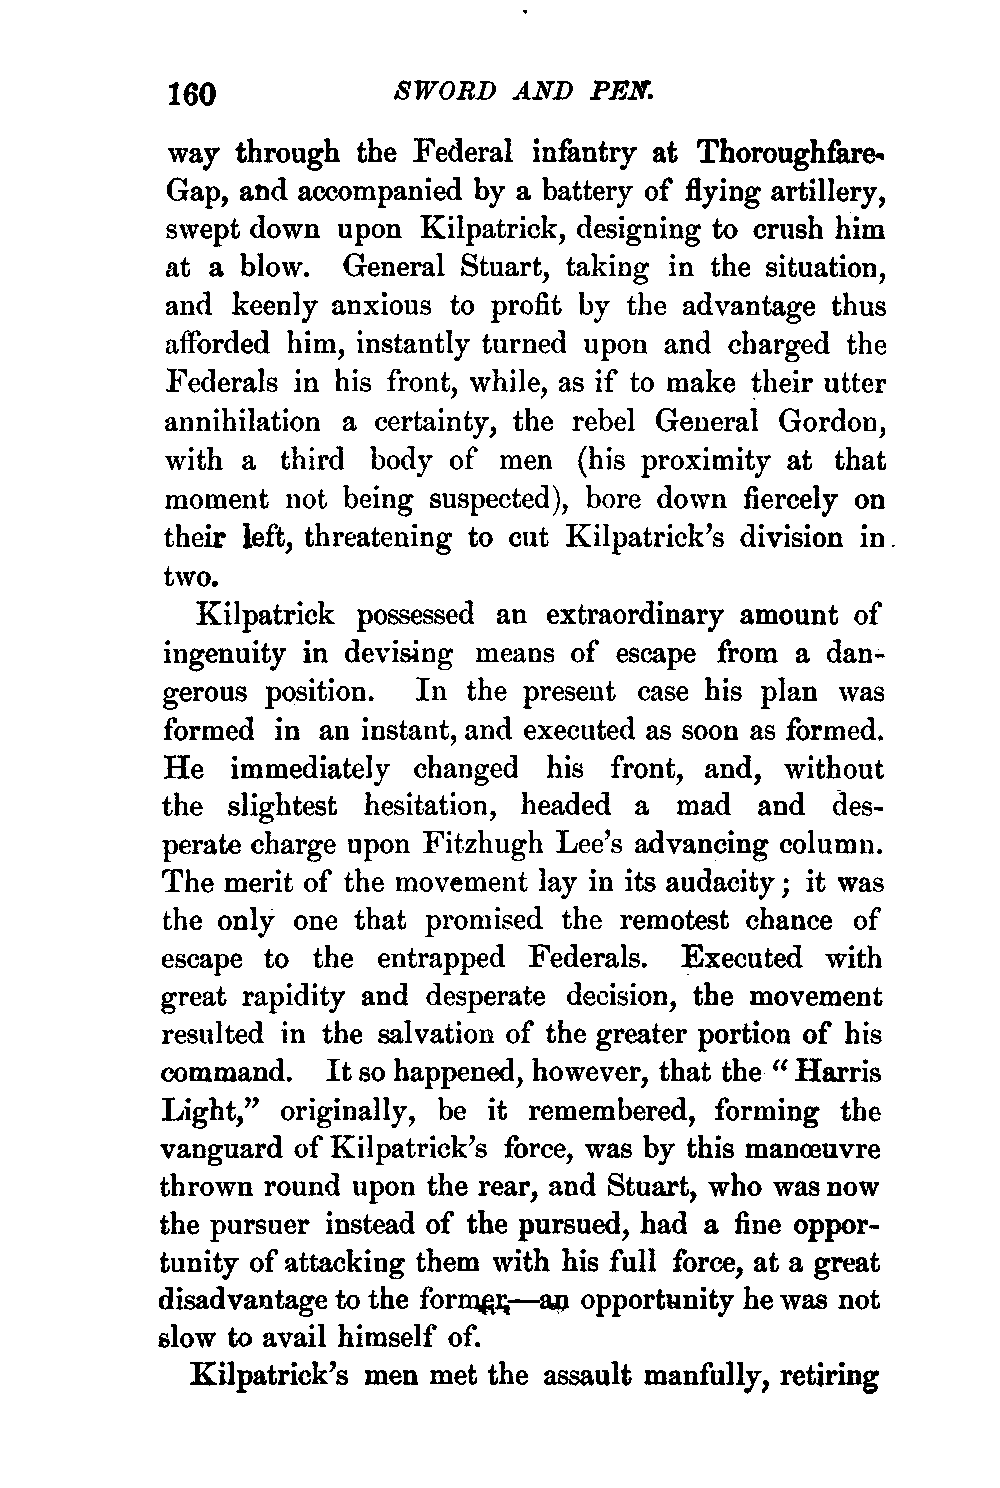 160 SWORD AND PEN.
way through the Federal infantry at Thoroughfare-
Gap, and accompanied by a battery of flying artillery,
swept down upon Kilpatrick, designing to crush him
at a blow. General Stuart, taking in the situation,
and keenly anxious to profit by the advantage thus
afforded him, instantly turned upon and charged the
Federals in his front, while, as if to make their utter
annihilation a certainty, the rebel General Gordon,
with a third body of men (his proximity at that
moment not being suspected), bore down fiercely on
their left, threatening to cut Kilpatrick's division in
two.
Kilpatrick possessed an extraordinary amount of
ingenuity in devising means of escape from a dan-
gerous position. In the present case his plan was
formed in an instant, and executed as soon as formed.
He immediately changed his front, and, without
the slightest hesitation, headed a mad and des-
perate charge upon Fitzhugh Lee's advancing column.
The merit of the movement lay in its audacity; it was
the only one that promised the remotest chance of
escape to the entrapped Federals. Executed with
great rapidity and desperate decision, the movement
resulted in the salvation of the greater portion of his
command. It so happened, however, that the "Harris
Light," originally, be it remembered, forming the
vanguard of Kilpatrick's force, was by this manœuvre
thrown round upon the rear, and Stuart, who was now
the pursuer instead of the pursued, had a fine oppor-
tunity of attacking them with his full force, at a great
disadvantage to the former,—an opportunity he was not
slow to avail himself of.
Kilpatrick's men met the assault manfully, retiring